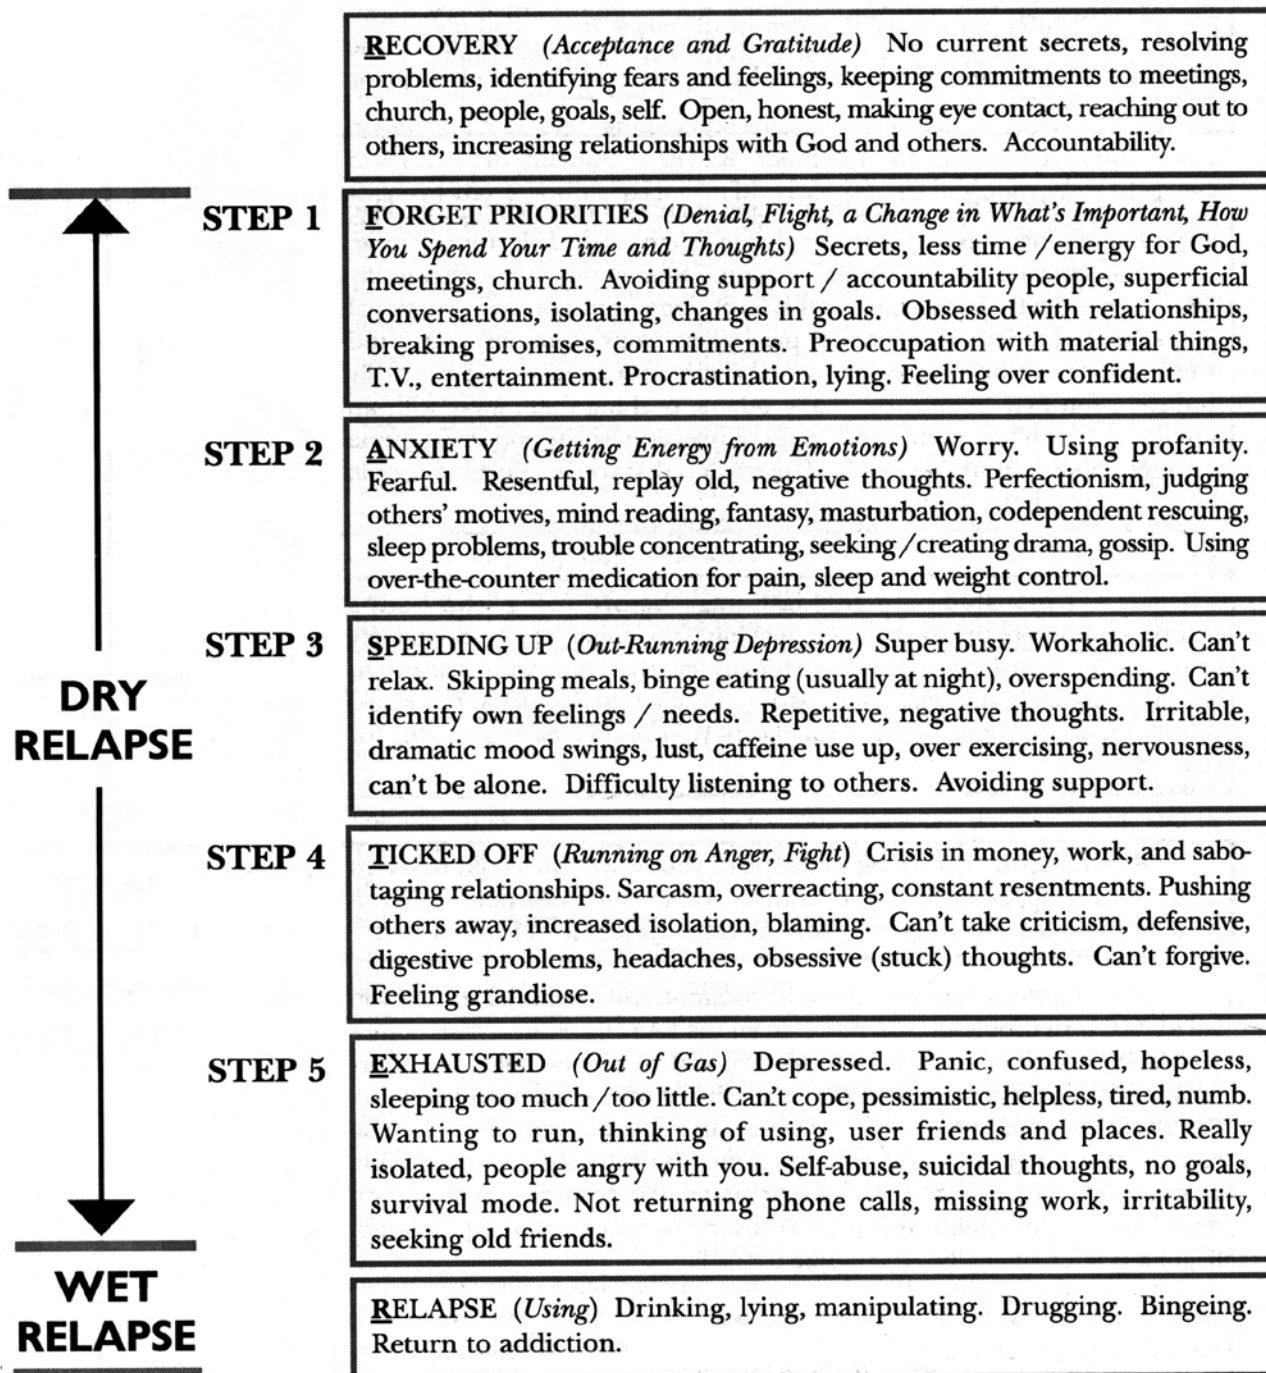 RECOVERY (Acceptance and Gratitude) No current secrets, resolving
problems, identifying fears and feelings, keeping commitments to meetings,
church, people, goals, self. Open, honest, making eye contact, reaching out to
others, increasing relationships with God and others. Accountability.
STEP 1
FORGET PRIORITIES (Denial, Flight, a Change in What's Important, How
You Spend Your Time and Thoughts) Secrets, less time / energy for God,
meetings, church. Avoiding support / accountability people, superficial
conversations, isolating, changes in goals. Obsessed with relationships,
breaking promises, commitments. Preoccupation with material things,
T.V., entertainment. Procrastination, lying. Feeling over confident.
STEP 2
ANXIETY (Getting Energy from Emotions) Worry. Using profanity.
Fearful. Resentful, replay old, negative thoughts. Perfectionism, judging
others' motives, mind reading, fantasy, masturbation, codependent rescuing,
sleep problems, trouble concentrating, seeking / creating drama, gossip. Using
over-the-counter medication for pain, sleep and weight control.
STEP 3
SPEEDING UP (Out-Running Depression) Super busy. Workaholic. Can't
relax. Skipping meals, binge eating (usually at night), overspending. Can't
identify own feelings / needs. Repetitive, negative thoughts. Irritable,
dramatic mood swings, lust, caffeine use up, over exercising, nervousness,
can't be alone. Difficulty listening to others. Avoiding support.
DRY
RELAPSE
STEP 4
TICKED OFF (Running on Anger, Fight) Crisis in money, work, and sabo-
taging relationships. Sarcasm, overreacting, constant resentments. Pushing
others away, increased isolation, blaming. Can't take criticism, defensive,
digestive problems, headaches, obsessive (stuck) thoughts. Can't forgive.
Feeling grandiose.
STEP 5
EXHAUSTED (Out of Gas) Depressed. Panic, confused, hopeless,
sleeping too much / too little. Can't cope, pessimistic, helpless, tired, numb.
Wanting to run, thinking of using, user friends and places. Really
isolated, people angry with you. Self-abuse, suicidal thoughts, no goals,
survival mode. Not returning phone calls, missing work, irritability,
seeking old friends.
WET
RELAPSE
RELAPSE (Using) Drinking, lying, manipulating. Drugging. Bingeing.
Return to addiction.